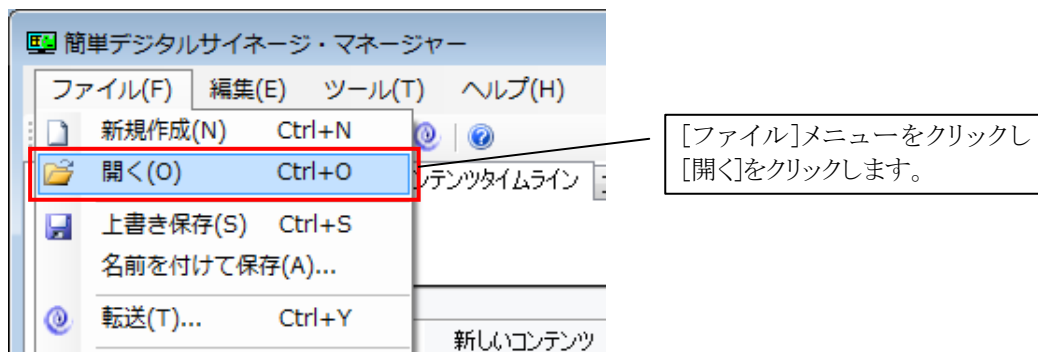 簡単デジタルサイネージ・マネージャー
ファイル(F) 編集(E) ツール(T) ヘルプ(H)
新規作成(N) Ctrl+N
開く(O) Ctrl+O
ンテンツタイムライン
上書き保存(S) Ctrl+S
名前を付けて保存(A)...
転送(T)... Ctrl+Y
新しいコンテンツ
[ファイル]メニューをクリックし
[開く]をクリックします。